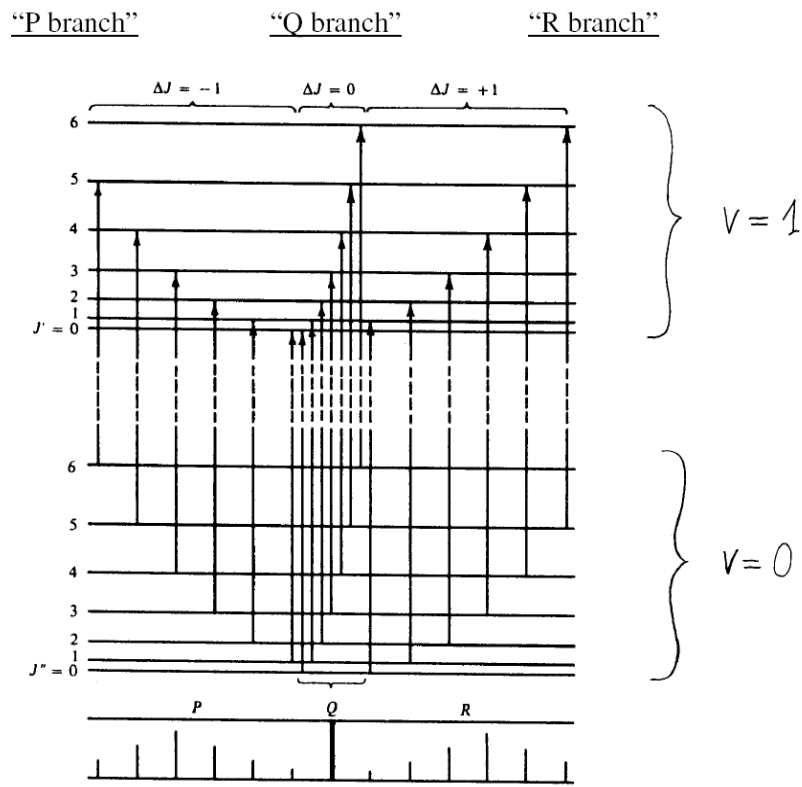 “P branch” “Q branch” “R branch”
ΔJ = −1 ΔJ = 0 ΔJ = +1
6
5
4
3
2
1
J' = 0
V = 1
6
5
4
3
2
1
J" = 0
V = 0
P Q R